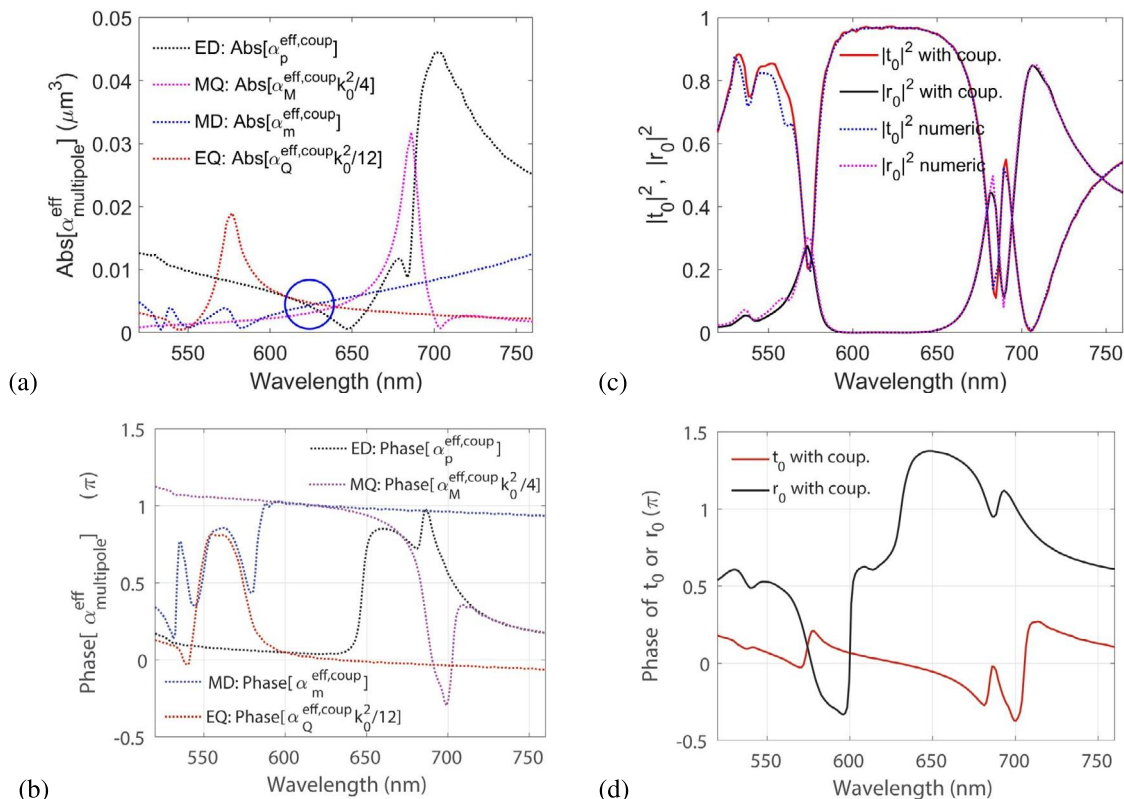 0.05
0.04
0.03
0.02
0.01
0
ED: Abs[α_p^eff,coup]
MQ: Abs[α_M^eff,coup k_0^2/4]
MD: Abs[α_m^eff,coup]
EQ: Abs[α_Q^eff,coup k_0^2/12]
Abs[α_multipole^eff] (μm^3)
550 600 650 700 750
Wavelength (nm)
(a)
1
0.8
0.6
0.4
0.2
0
|t_0|^2 with coup.
|r_0|^2 with coup.
|t_0|^2 numeric
|r_0|^2 numeric
|t_0|^2 , |r_0|^2
550 600 650 700 750
Wavelength (nm)
(c)
1.5
1
0.5
0
-0.5
ED: Phase[α_p^eff,coup]
MQ: Phase[α_M^eff,coup k_0^2/4]
MD: Phase[α_m^eff,coup]
EQ: Phase[α_Q^eff,coup k_0^2/12]
Phase[ α_multipole^eff] (π)
550 600 650 700 750
Wavelength (nm)
(b)
1.5
1
0.5
0
-0.5
t_0 with coup.
r_0 with coup.
Phase of t_0 or r_0 (π)
550 600 650 700 750
Wavelength (nm)
(d)